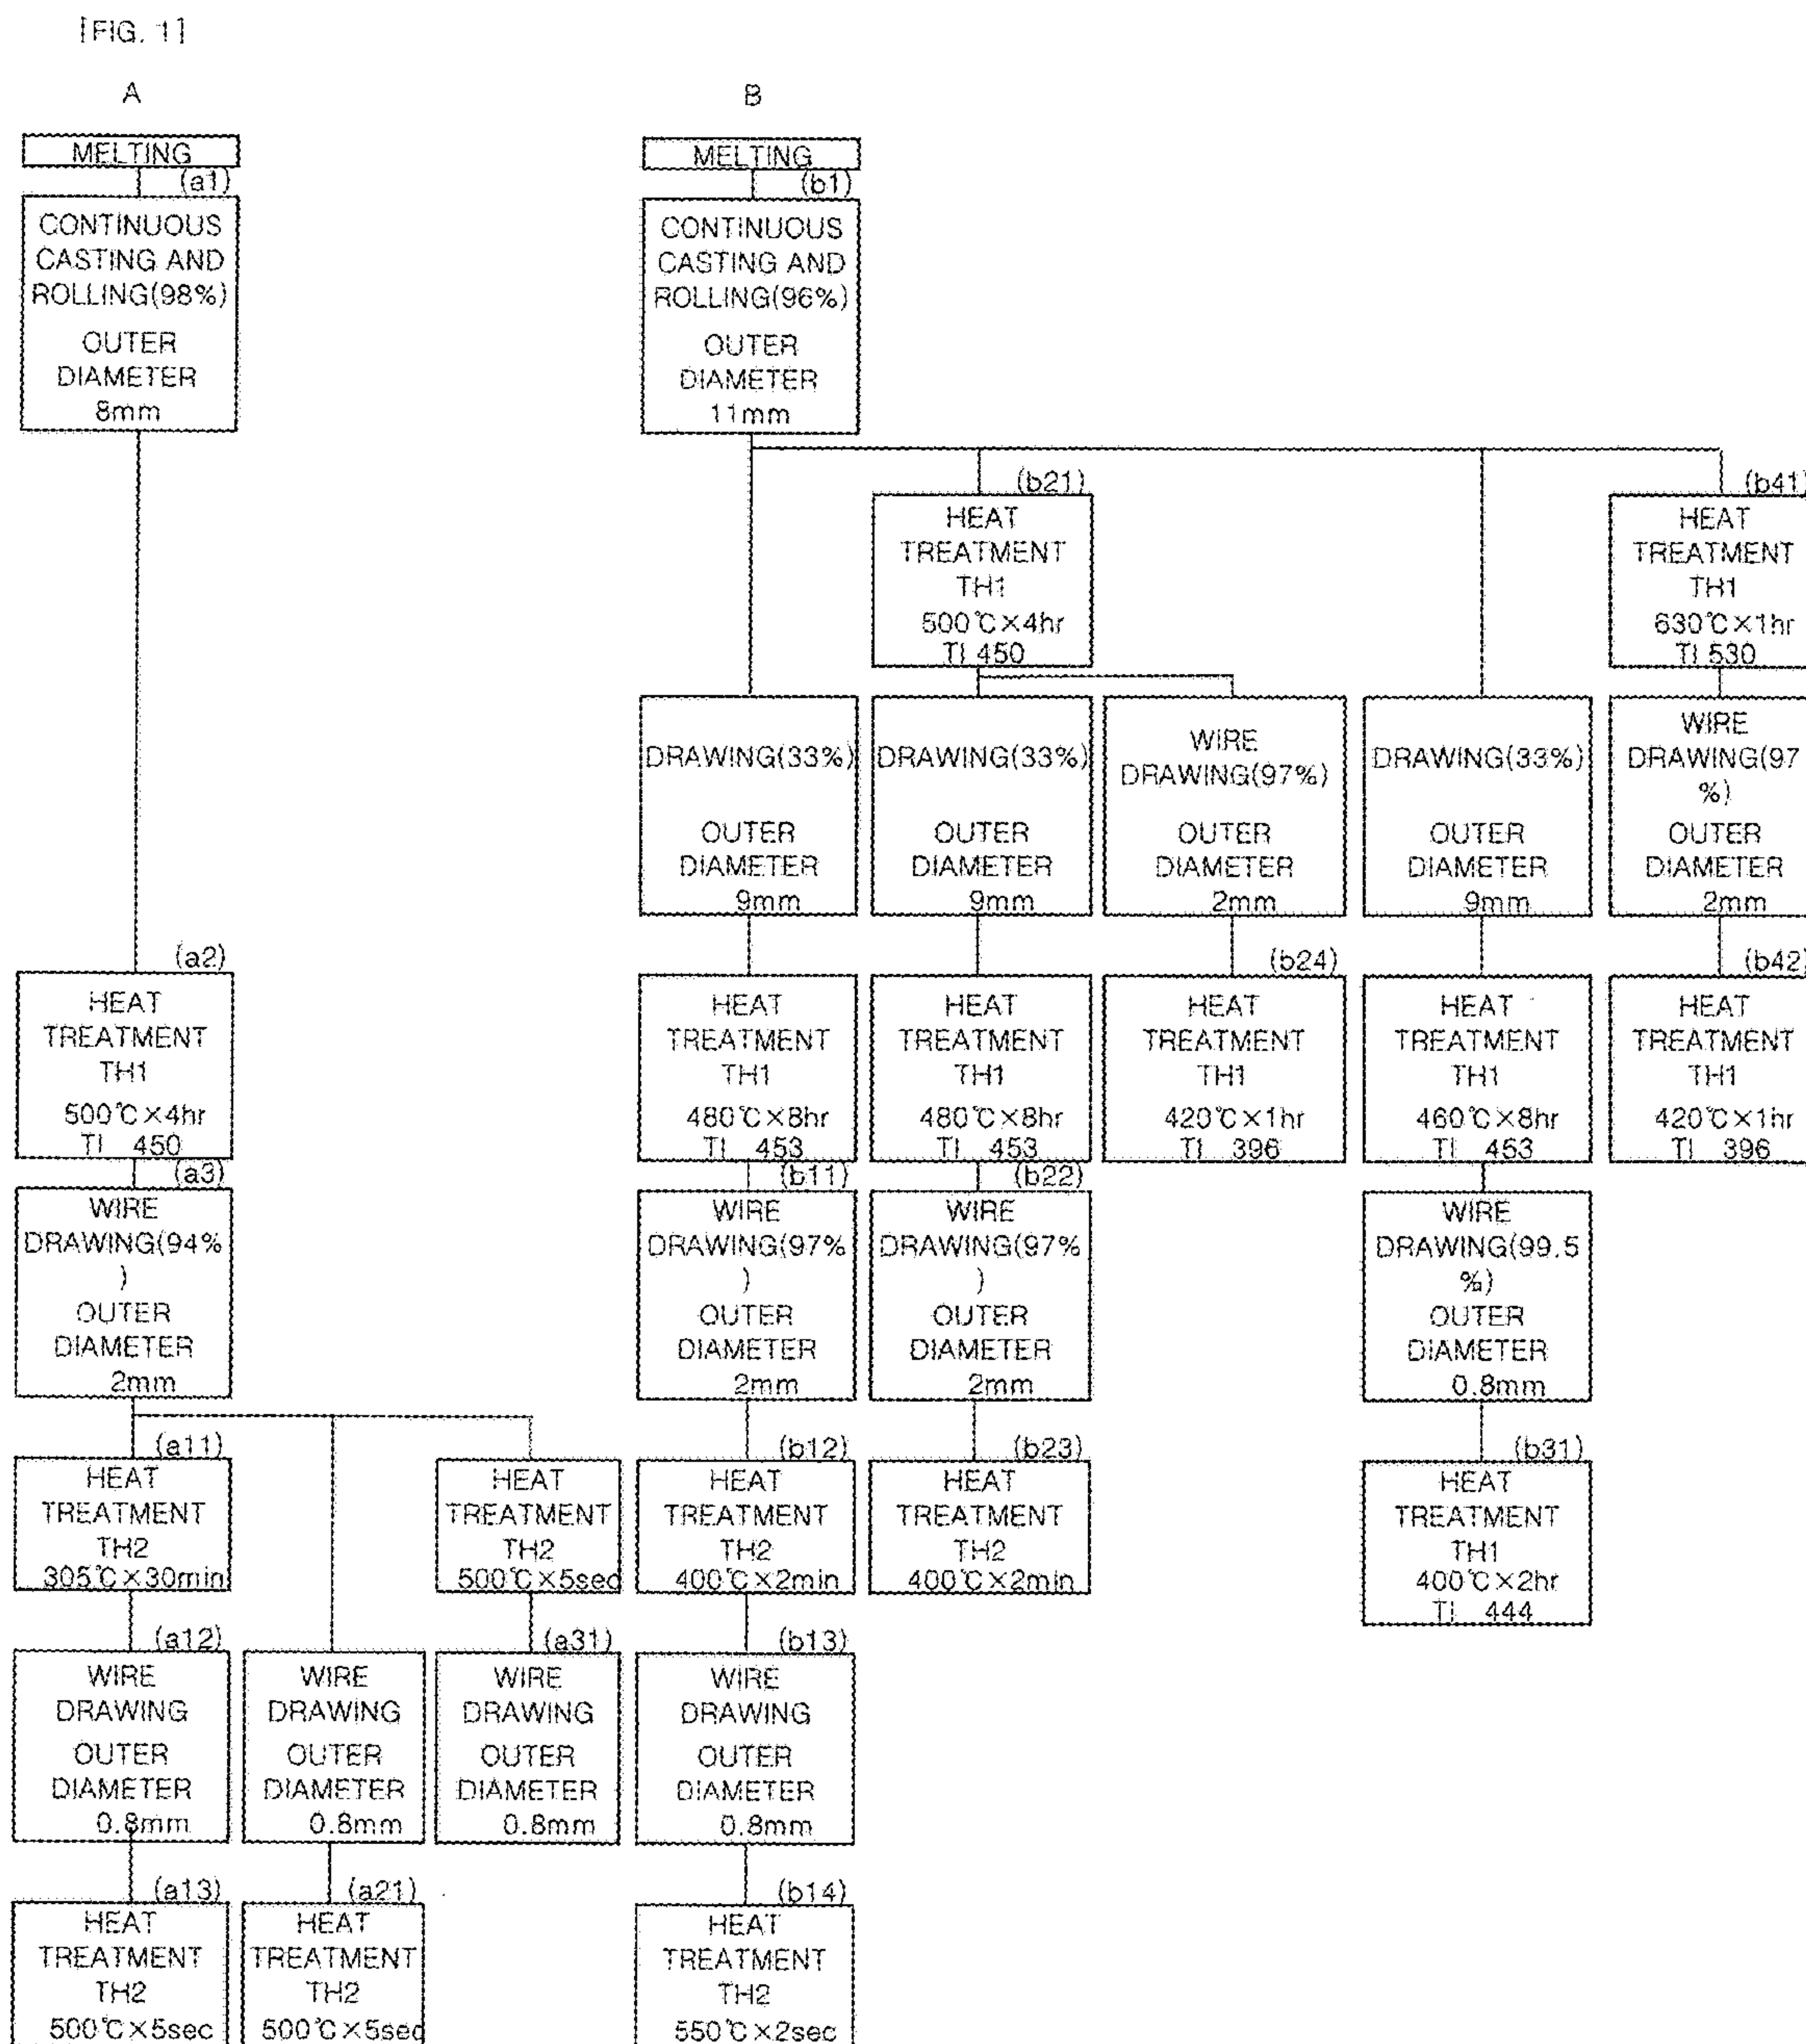 [FIG. 1]
A
MELTING
(a1)
CONTINUOUS
CASTING AND
ROLLING(98%)
OUTER
DIAMETER
8mm
(a2)
HEAT
TREATMENT
TH1
500℃×4hr
TI 450
(a3)
WIRE
DRAWING(94%
)
OUTER
DIAMETER
2mm
(a11)
HEAT
TREATMENT
TH2
305℃×30min
(a12)
WIRE
DRAWING
OUTER
DIAMETER
0.8mm
(a13)
HEAT
TREATMENT
TH2
500℃×5sec
WIRE
DRAWING
OUTER
DIAMETER
0.8mm
(a21)
HEAT
TREATMENT
TH2
500℃×5sec
HEAT
TREATMENT
TH2
500℃×5sec
(a31)
WIRE
DRAWING
OUTER
DIAMETER
0.8mm
B
MELTING
(b1)
CONTINUOUS
CASTING AND
ROLLING(96%)
OUTER
DIAMETER
11mm
DRAWING(33%)
OUTER
DIAMETER
9mm
HEAT
TREATMENT
TH1
480℃×8hr
TI 453
(b11)
WIRE
DRAWING(97%
)
OUTER
DIAMETER
2mm
(b12)
HEAT
TREATMENT
TH2
400℃×2min
(b13)
WIRE
DRAWING
OUTER
DIAMETER
0.8mm
(b14)
HEAT
TREATMENT
TH2
550℃×2sec
(b21)
HEAT
TREATMENT
TH1
500℃×4hr
TI 450
DRAWING(33%)
OUTER
DIAMETER
9mm
HEAT
TREATMENT
TH1
480℃×8hr
TI 453
(b22)
WIRE
DRAWING(97%
)
OUTER
DIAMETER
2mm
(b23)
HEAT
TREATMENT
TH2
400℃×2min
WIRE
DRAWING(97%)
OUTER
DIAMETER
2mm
(b24)
HEAT
TREATMENT
TH1
420℃×1hr
TI 396
DRAWING(33%)
OUTER
DIAMETER
9mm
HEAT
TREATMENT
TH1
460℃×8hr
TI 453
WIRE
DRAWING(99.5
%)
OUTER
DIAMETER
0.8mm
(b31)
HEAT
TREATMENT
TH1
400℃×2hr
TI 444
(b41)
HEAT
TREATMENT
TH1
630℃×1hr
TI 530
WIRE
DRAWING(97
%)
OUTER
DIAMETER
2mm
(b42)
HEAT
TREATMENT
TH1
420℃×1hr
TI 396